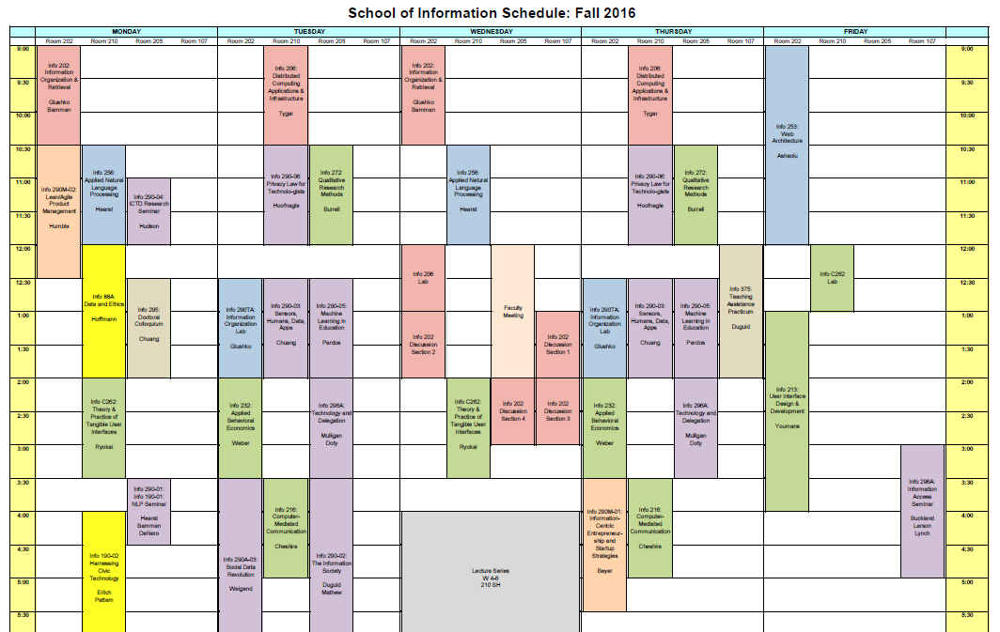 School of Information Schedule: Fall 2016
MONDAY
TUESDAY
WEDNESDAY
THURSDAY
FRIDAY
Room 202
Room 210
Room 205
Room 107
Room 202
Room 210
Room 205
Room 107
Room 202
Room 210
Room 205
Room 107
Room 202
Room 210
Room 205
Room 107
Room 202
Room 210
Room 205
Room 107
9:00
9:30
10:00
10:30
11:00
11:30
12:00
12:30
1:00
1:30
2:00
2:30
3:00
3:30
4:00
4:30
5:00
5:30
Info 202:
Information
Organization &
Retrieval
Glushko
Bamman
Info 290M-02:
Lean/Agile
Product
Management
Humble
Info 256:
Applied Natural
Language
Processing
Hearst
Info 88A:
Data and Ethics
Hoffmann
Info C262:
Theory &
Practice of
Tangible User
Interfaces
Ryokai
Info 190-02
Harnessing
Civic
Technology
Erlich
Pattem
Info 290-04:
ICTD Research
Seminar
Hudson
Info 295:
Doctoral
Colloquium
Chuang
Info 290-01:
Info 190-01:
NLP Seminar
Hearst
Bamman
DeNero
Info 290TA:
Information
Organization
Lab
Glushko
Info 232:
Applied
Behavioral
Economics
Weber
Info 290A-03:
Social Data
Revolution
Weigend
Info 206:
Distributed
Computing
Applications &
Infrastructure
Tygar
Info 290-06:
Privacy Law for
Technolo-gists
Hoofnagle
Info 290-03:
Sensors,
Humans, Data,
Apps
Chuang
Info 216:
Computer-
Mediated
Communication
Cheshire
Info 272:
Qualitative
Research
Methods
Burrell
Info 290-05:
Machine
Learning in
Education
Pardos
Info 296A:
Technology and
Delegation
Mulligan
Doty
Info 290-02:
The Information
Society
Duguid
Mathew
Info 202:
Information
Organization &
Retrieval
Glushko
Bamman
Info 206
Lab
Info 202
Discussion
Section 2
Info 256:
Applied Natural
Language
Processing
Hearst
Info C262:
Theory &
Practice of
Tangible User
Interfaces
Ryokai
Faculty
Meeting
Info 202
Discussion
Section 4
Info 202
Discussion
Section 1
Info 202
Discussion
Section 3
Lecture Series
W 4-6
210 SH
Info 290TA:
Information
Organization
Lab
Glushko
Info 232:
Applied
Behavioral
Economics
Weber
Info 290M-01:
Information-
Centric
Entrepreneur-
ship and
Startup
Strategies
Beyer
Info 206:
Distributed
Computing
Applications &
Infrastructure
Tygar
Info 290-06:
Privacy Law for
Technolo-gists
Hoofnagle
Info 290-03:
Sensors,
Humans, Data,
Apps
Chuang
Info 216:
Computer-
Mediated
Communication
Cheshire
Info 272:
Qualitative
Research
Methods
Burrell
Info 290-05:
Machine
Learning in
Education
Pardos
Info 296A:
Technology and
Delegation
Mulligan
Doty
Info 375:
Teaching
Assistance
Practicum
Duguid
Info 253:
Web
Architecture
Ashaolu
Info 213:
User Interface
Design &
Development
Youmans
Info C262
Lab
Info 296A:
Information
Access
Seminar
Buckland
Larson
Lynch
9:00
9:30
10:00
10:30
11:00
11:30
12:00
12:30
1:00
1:30
2:00
2:30
3:00
3:30
4:00
4:30
5:00
5:30